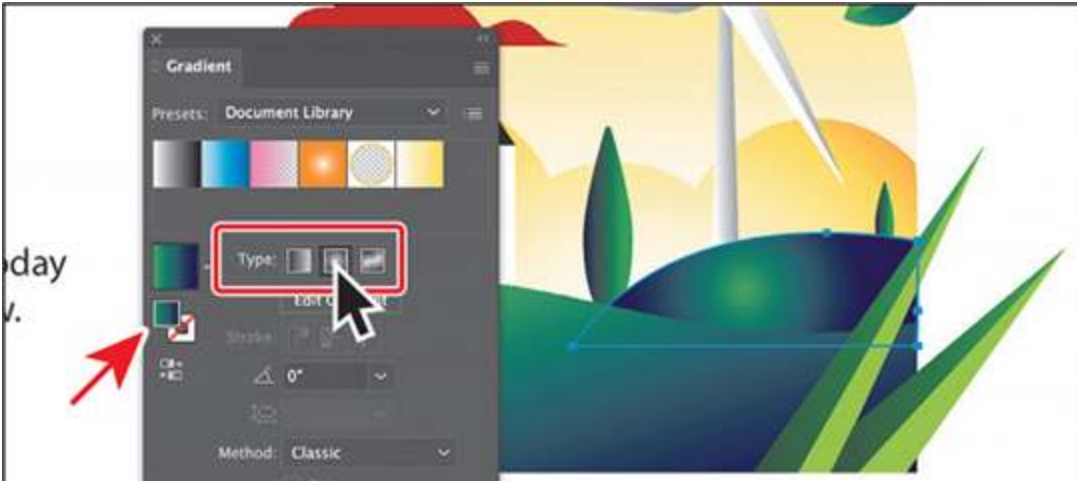 Gradient
Presets: Document Library
Type:
oday
w.
Stroke:
0°
Method: Classic